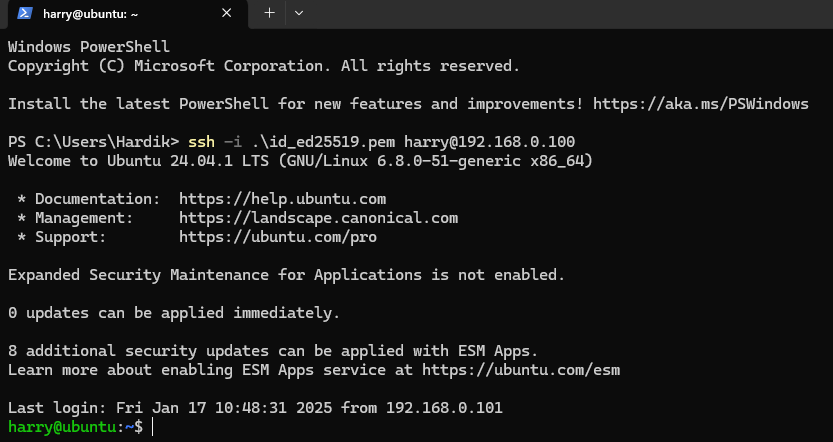 harry@ubuntu: ~
Windows PowerShell
Copyright (C) Microsoft Corporation. All rights reserved.
Install the latest PowerShell for new features and improvements! https://aka.ms/PSWindows
PS C:\Users\Hardik> ssh -i .\id_ed25519.pem harry@192.168.0.100
Welcome to Ubuntu 24.04.1 LTS (GNU/Linux 6.8.0-51-generic x86_64)
* Documentation:  https://help.ubuntu.com
* Management:     https://landscape.canonical.com
* Support:        https://ubuntu.com/pro
Expanded Security Maintenance for Applications is not enabled.
0 updates can be applied immediately.
8 additional security updates can be applied with ESM Apps.
Learn more about enabling ESM Apps service at https://ubuntu.com/esm
Last login: Fri Jan 17 10:48:31 2025 from 192.168.0.101
harry@ubuntu:~$